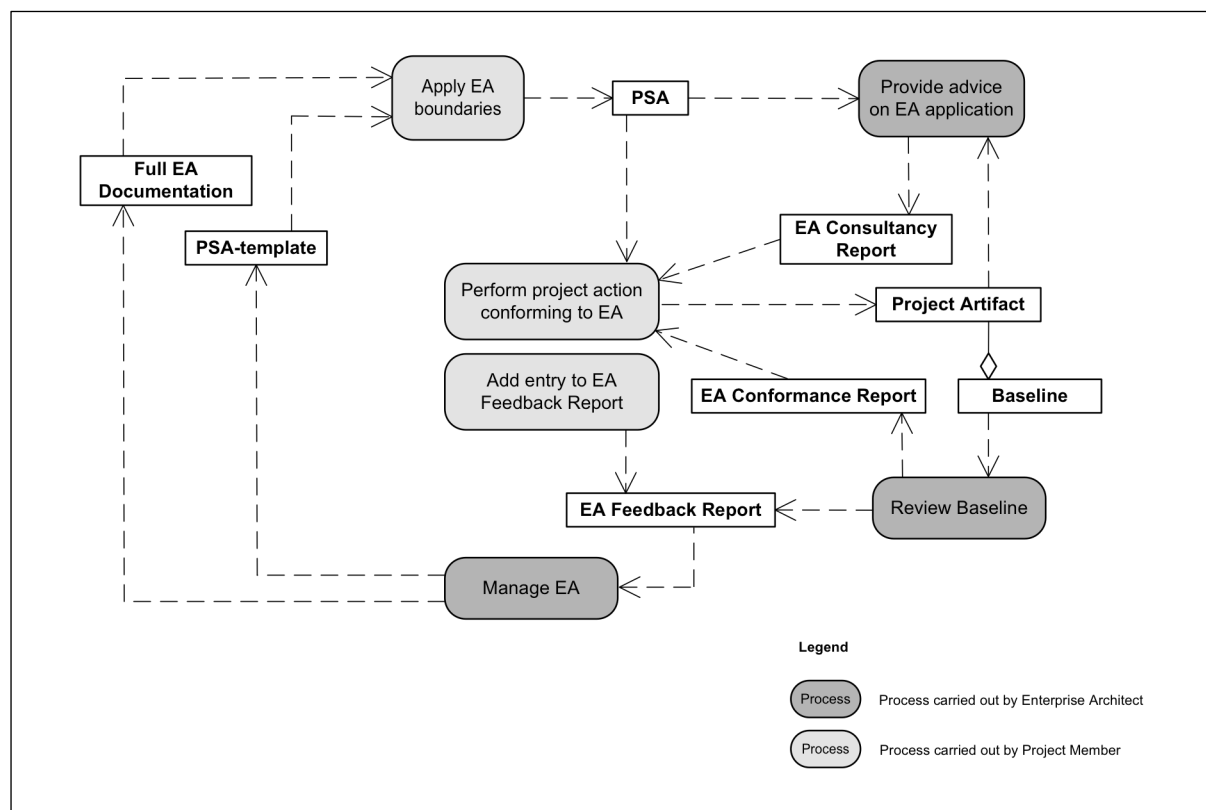 Apply EA
boundaries
PSA
Provide advice
on EA application
Full EA
Documentation
PSA-template
EA Consultancy
Report
Perform project action
conforming to EA
Project Artifact
Add entry to EA
Feedback Report
EA Conformance Report
Baseline
EA Feedback Report
Review Baseline
Manage EA
Legend
Process
Process carried out by Enterprise Architect
Process
Process carried out by Project Member